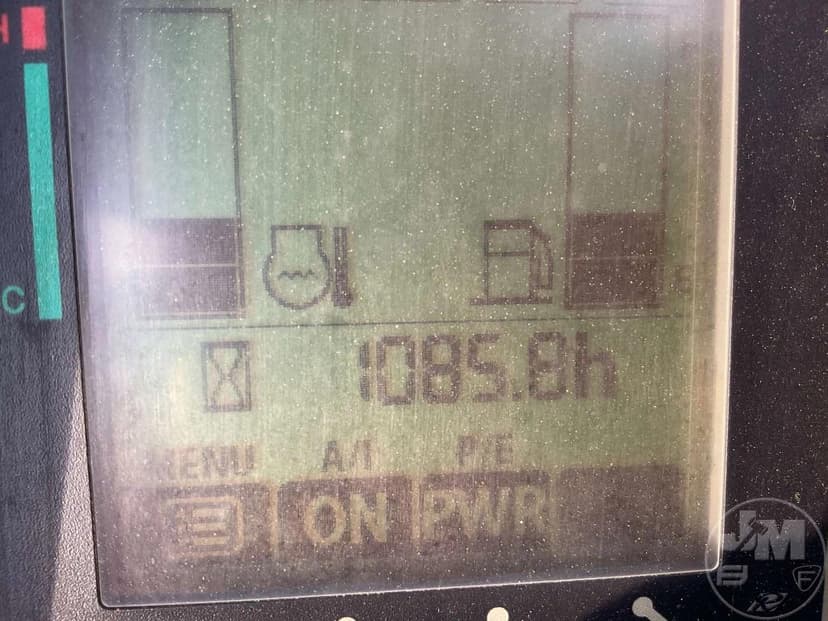 H
C
E
1085.8h
MENU A/I P/E
ON PWR
JM